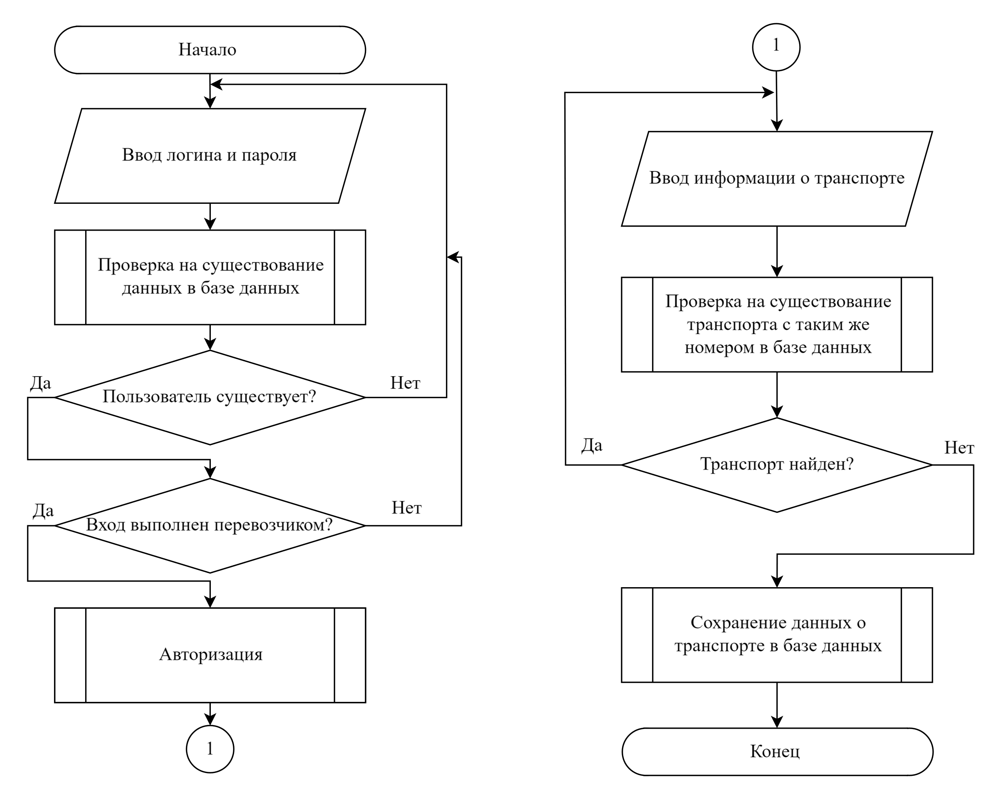 Начало
Ввод логина и пароля
Проверка на существование
данных в базе данных
Да
Нет
Пользователь существует?
Да
Нет
Вход выполнен перевозчиком?
Авторизация
1
1
Ввод информации о транспорте
Проверка на существование
транспорта с таким же
номером в базе данных
Да
Нет
Транспорт найден?
Сохранение данных о
транспорте в базе данных
Конец